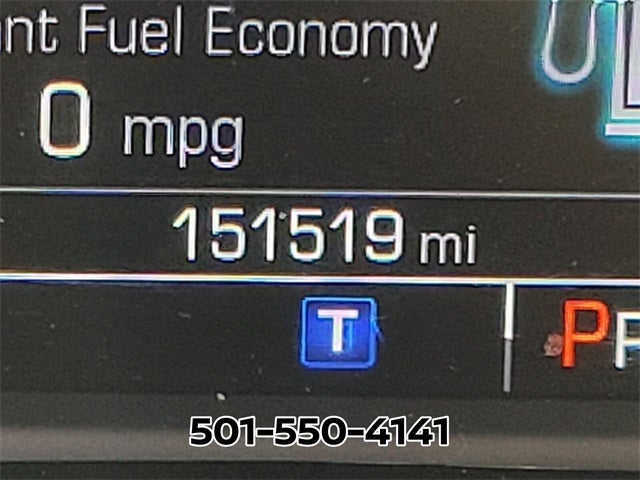 nt Fuel Economy
0 mpg
151519 mi
T
P
501-550-4141